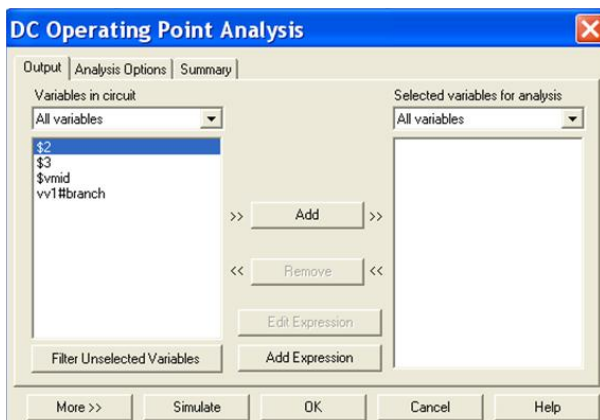 DC Operating Point Analysis
Output Analysis Options Summary
Variables in circuit
Selected variables for analysis
All variables
All variables
$2
$3
$vmid
vv1#branch
>> Add >>
<< Remove <<
Edit Expression
Filter Unselected Variables
Add Expression
More >> Simulate OK Cancel Help